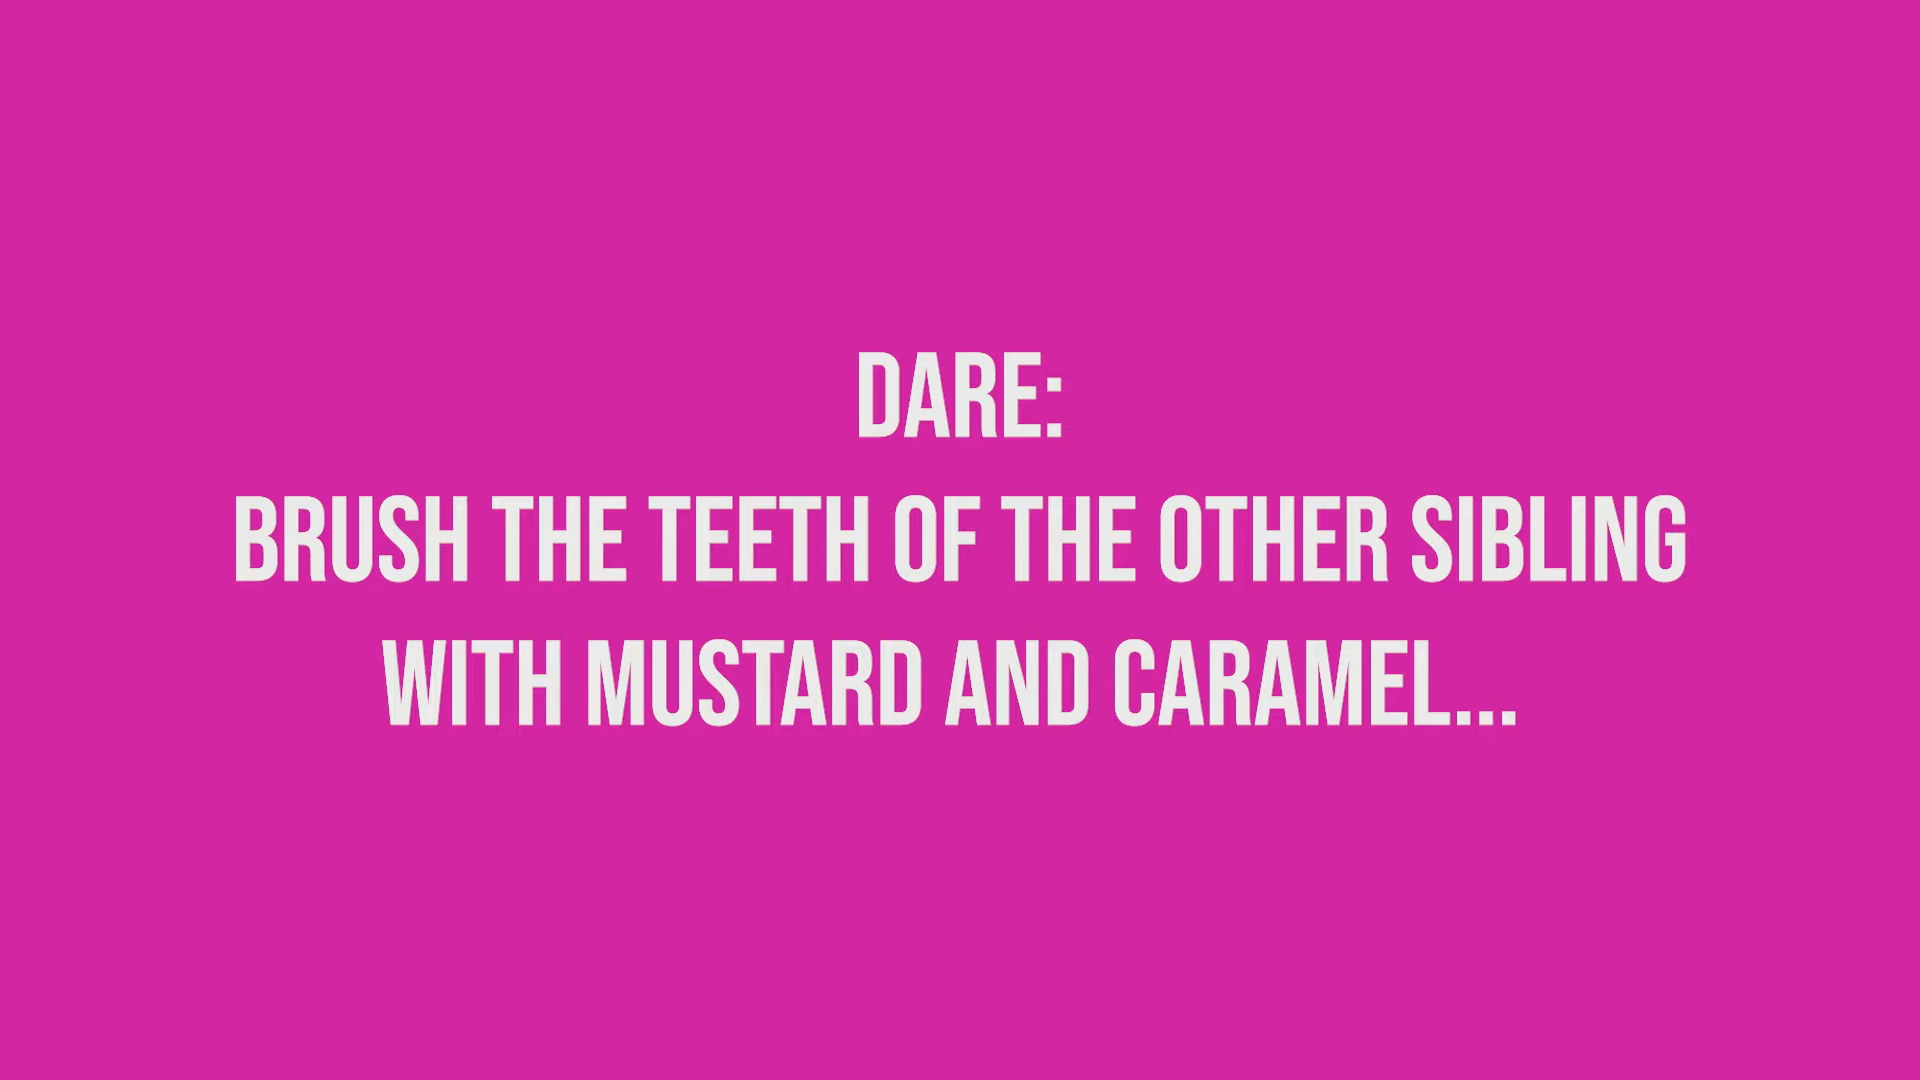 DARE:
BRUSH THE TEETH OF THE OTHER SIBLING
WITH MUSTARD AND CARAMEL...